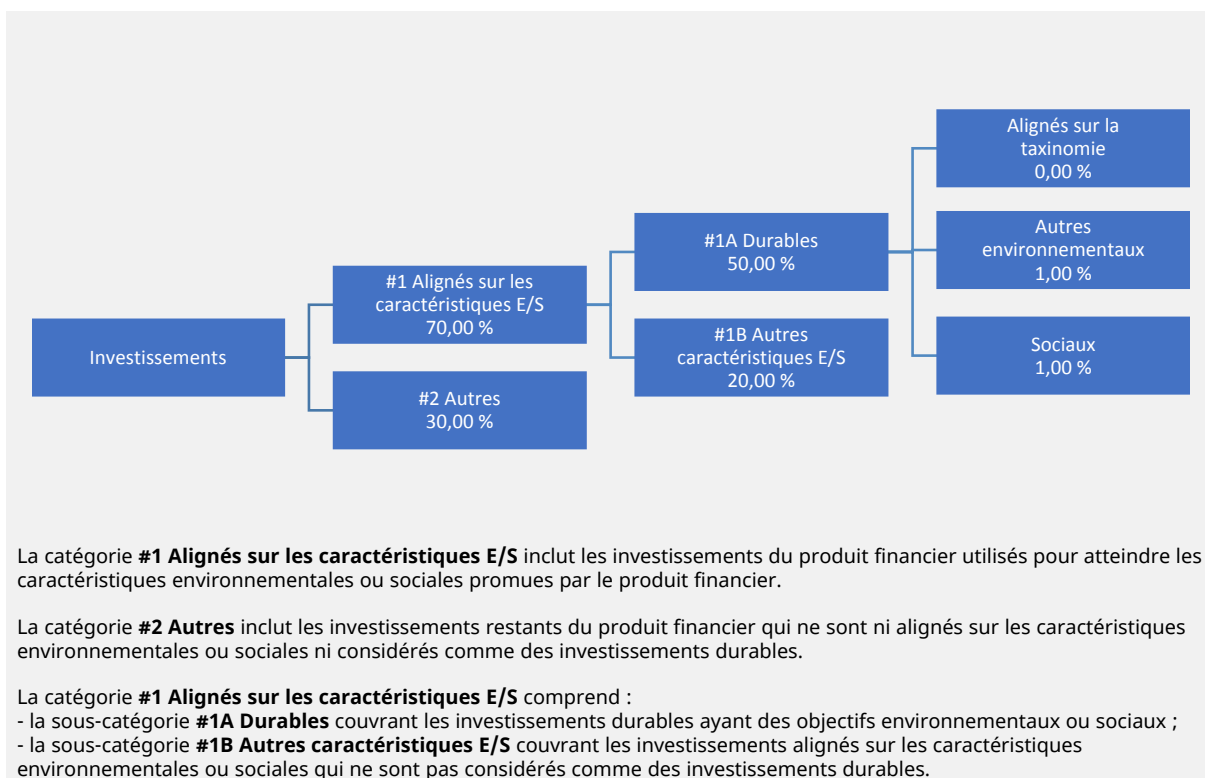 Investissements
#1 Alignés sur les
caractéristiques E/S
70,00 %
#2 Autres
30,00 %
#1A Durables
50,00 %
#1B Autres
caractéristiques E/S
20,00 %
Alignés sur la
taxinomie
0,00 %
Autres
environnementaux
1,00 %
Sociaux
1,00 %
La catégorie #1 Alignés sur les caractéristiques E/S inclut les investissements du produit financier utilisés pour atteindre les
caractéristiques environnementales ou sociales promues par le produit financier.
La catégorie #2 Autres inclut les investissements restants du produit financier qui ne sont ni alignés sur les caractéristiques
environnementales ou sociales ni considérés comme des investissements durables.
La catégorie #1 Alignés sur les caractéristiques E/S comprend :
- la sous-catégorie #1A Durables couvrant les investissements durables ayant des objectifs environnementaux ou sociaux ;
- la sous-catégorie #1B Autres caractéristiques E/S couvrant les investissements alignés sur les caractéristiques
environnementales ou sociales qui ne sont pas considérés comme des investissements durables.